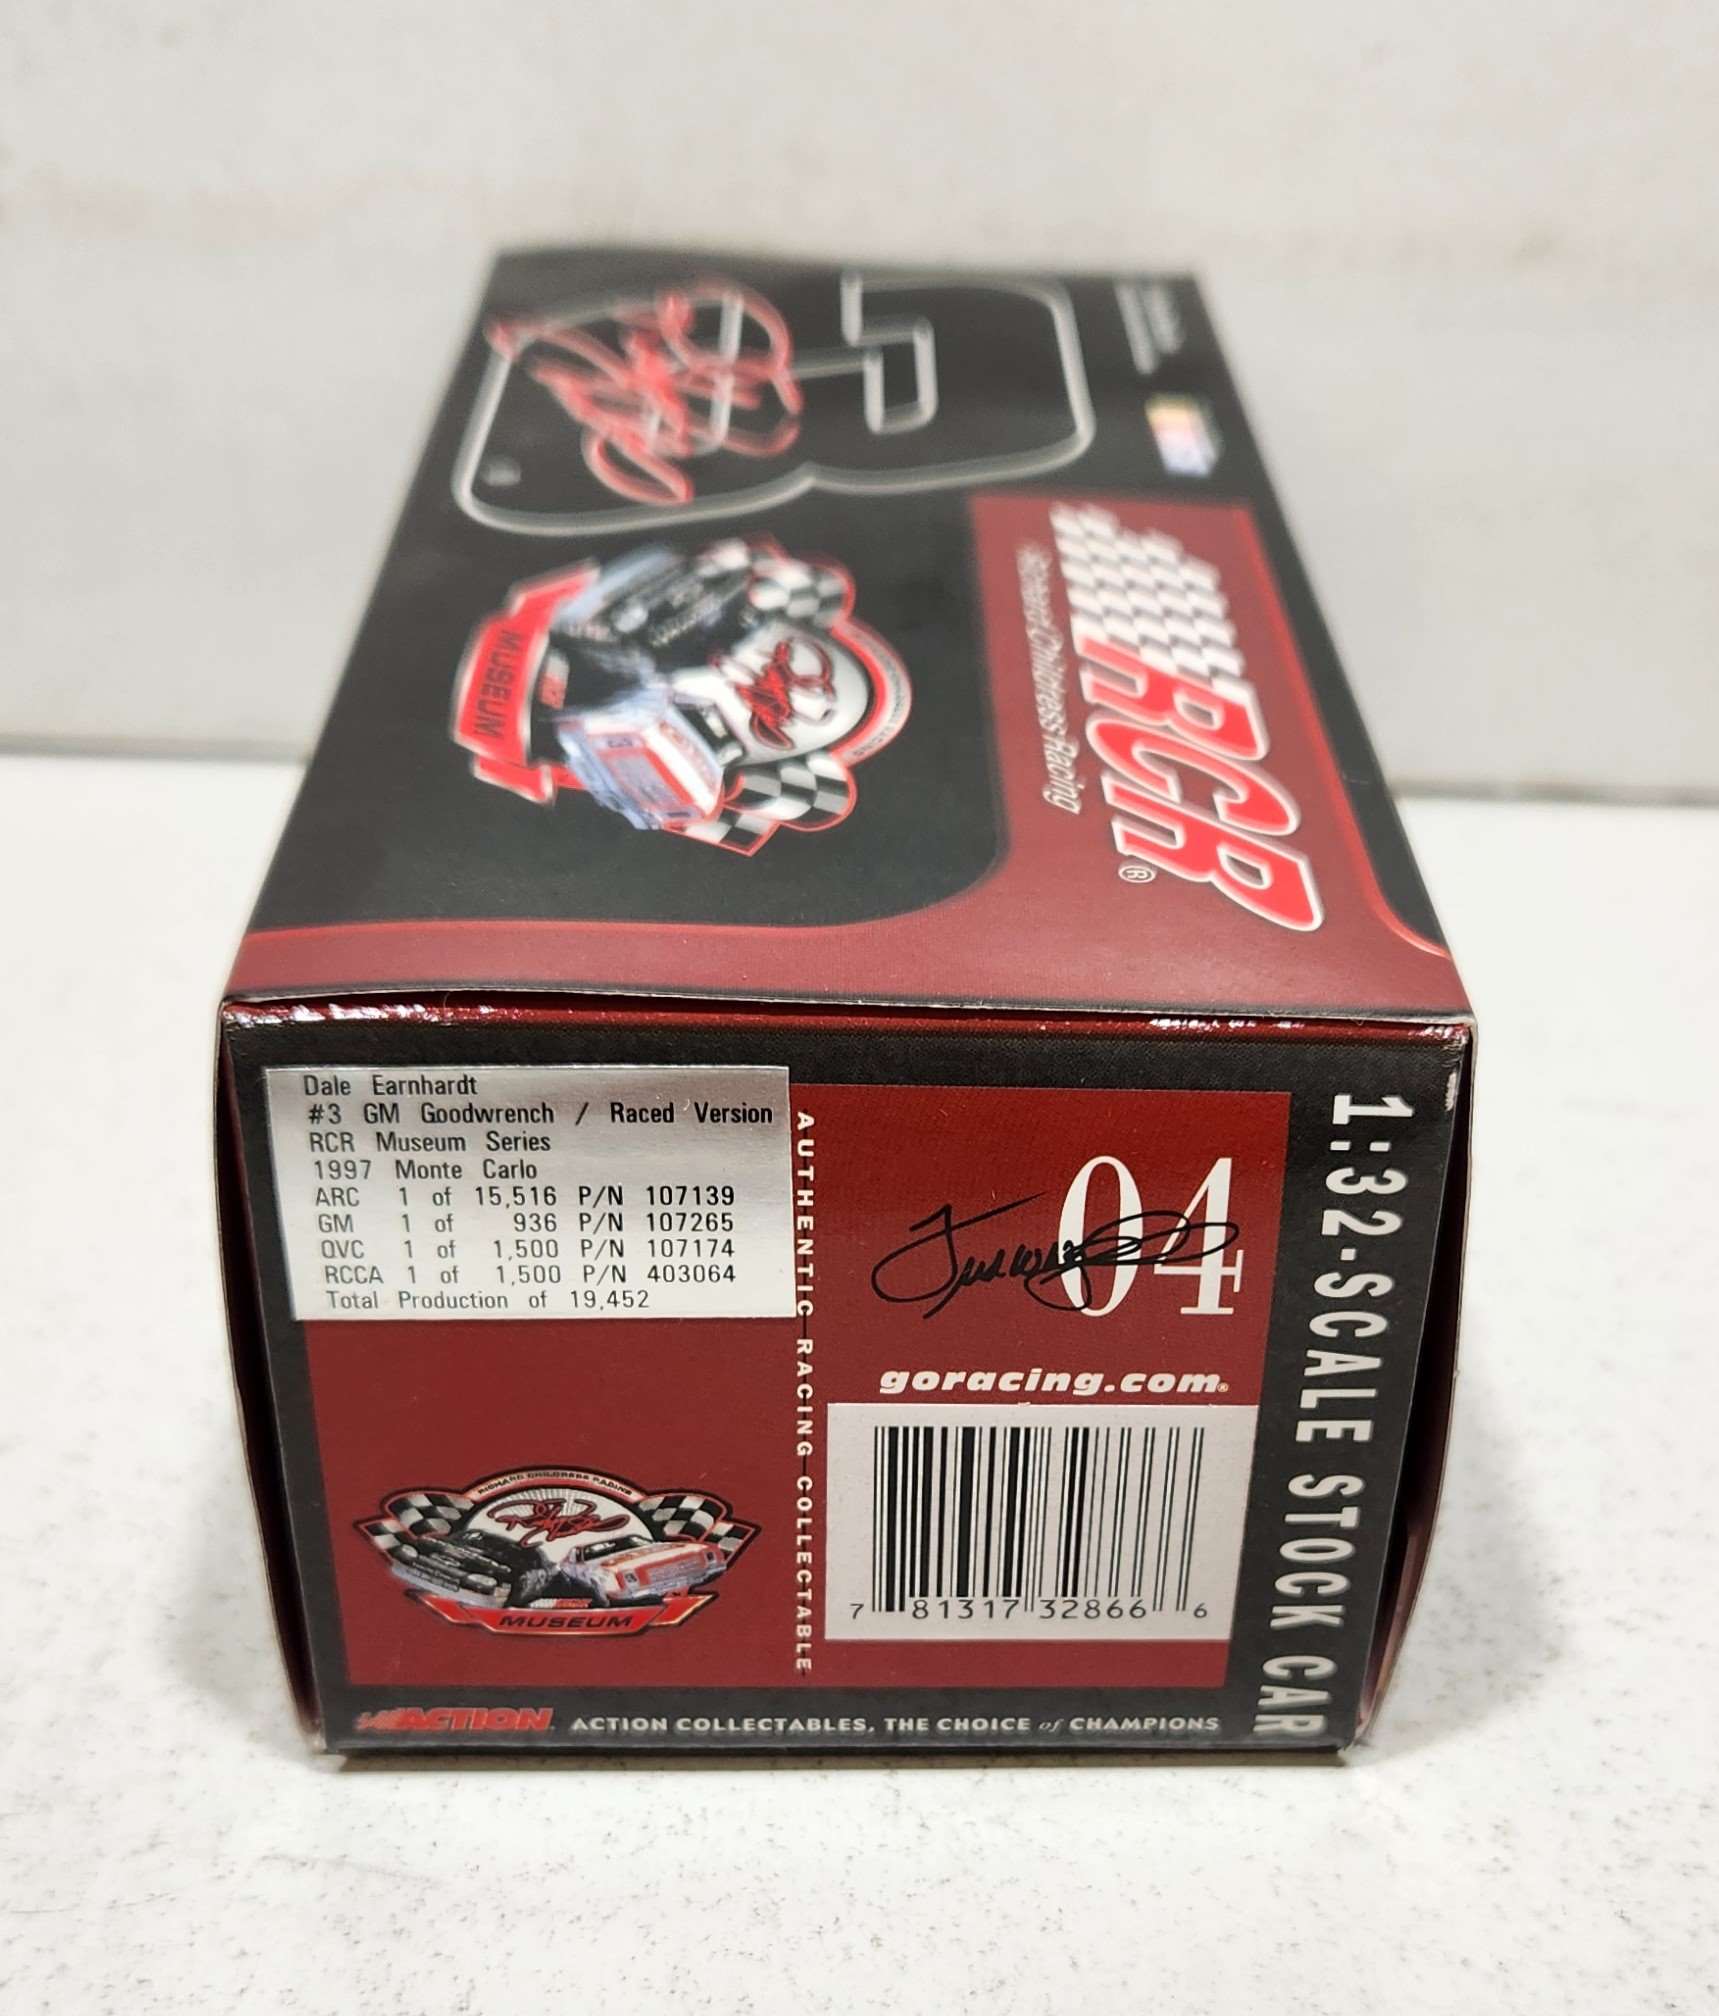 RCR®
Richard Childress Racing
MUSEUM
Dale Earnhardt
#3 GM Goodwrench / Raced Version
RCR Museum Series
1997 Monte Carlo
ARC 1 of 15,516 P/N 107139
GM 1 of 936 P/N 107265
QVC 1 of 1,500 P/N 107174
RCCA 1 of 1,500 P/N 403064
Total Production of 19,452
AUTHENTIC RACING COLLECTABLE
04
goracing.com®
7 81317 32866 6
1:32-SCALE STOCK CAR
RICHARD CHILDRESS RACING
MUSEUM
ACTION
ACTION COLLECTABLES, THE CHOICE of CHAMPIONS